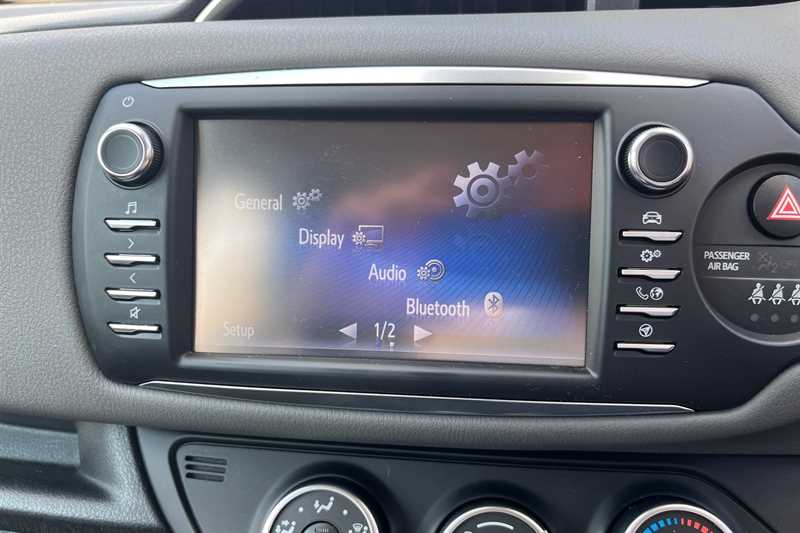 General
Display
Audio
Bluetooth
Setup
1/2
PASSENGER
AIR BAG